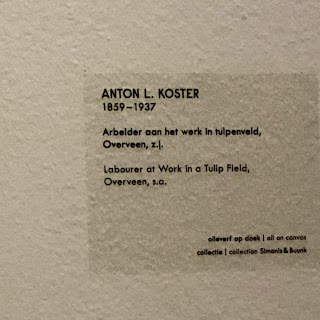 ANTON L. KOSTER
1859–1937
Arbeider aan het werk in tulpenveld,
Overveen, z.j.
Labourer at Work in a Tulip Field,
Overveen, s.a.
olieverf op doek | oil on canvas
collectie | collection Simonis & Buunk